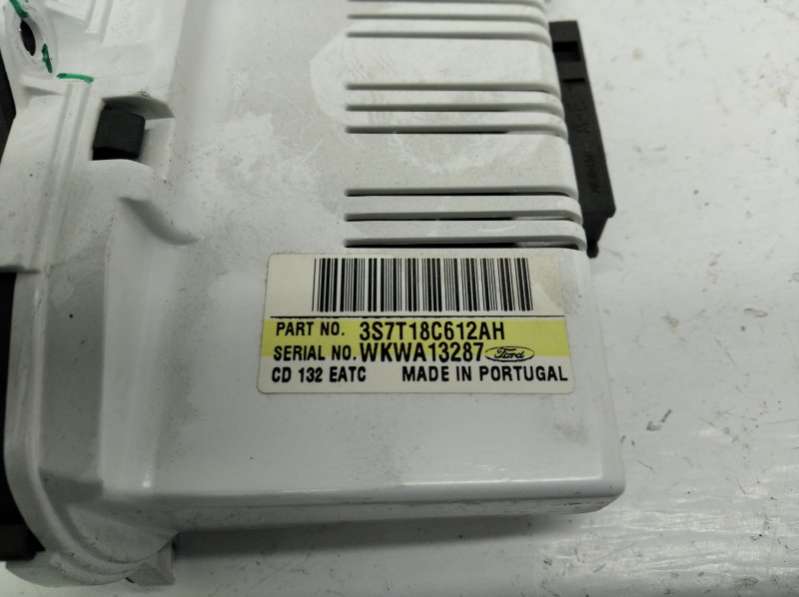 PART NO. 3S7T18C612AH
SERIAL NO. WKWA13287 Ford
CD 132 EATC MADE IN PORTUGAL